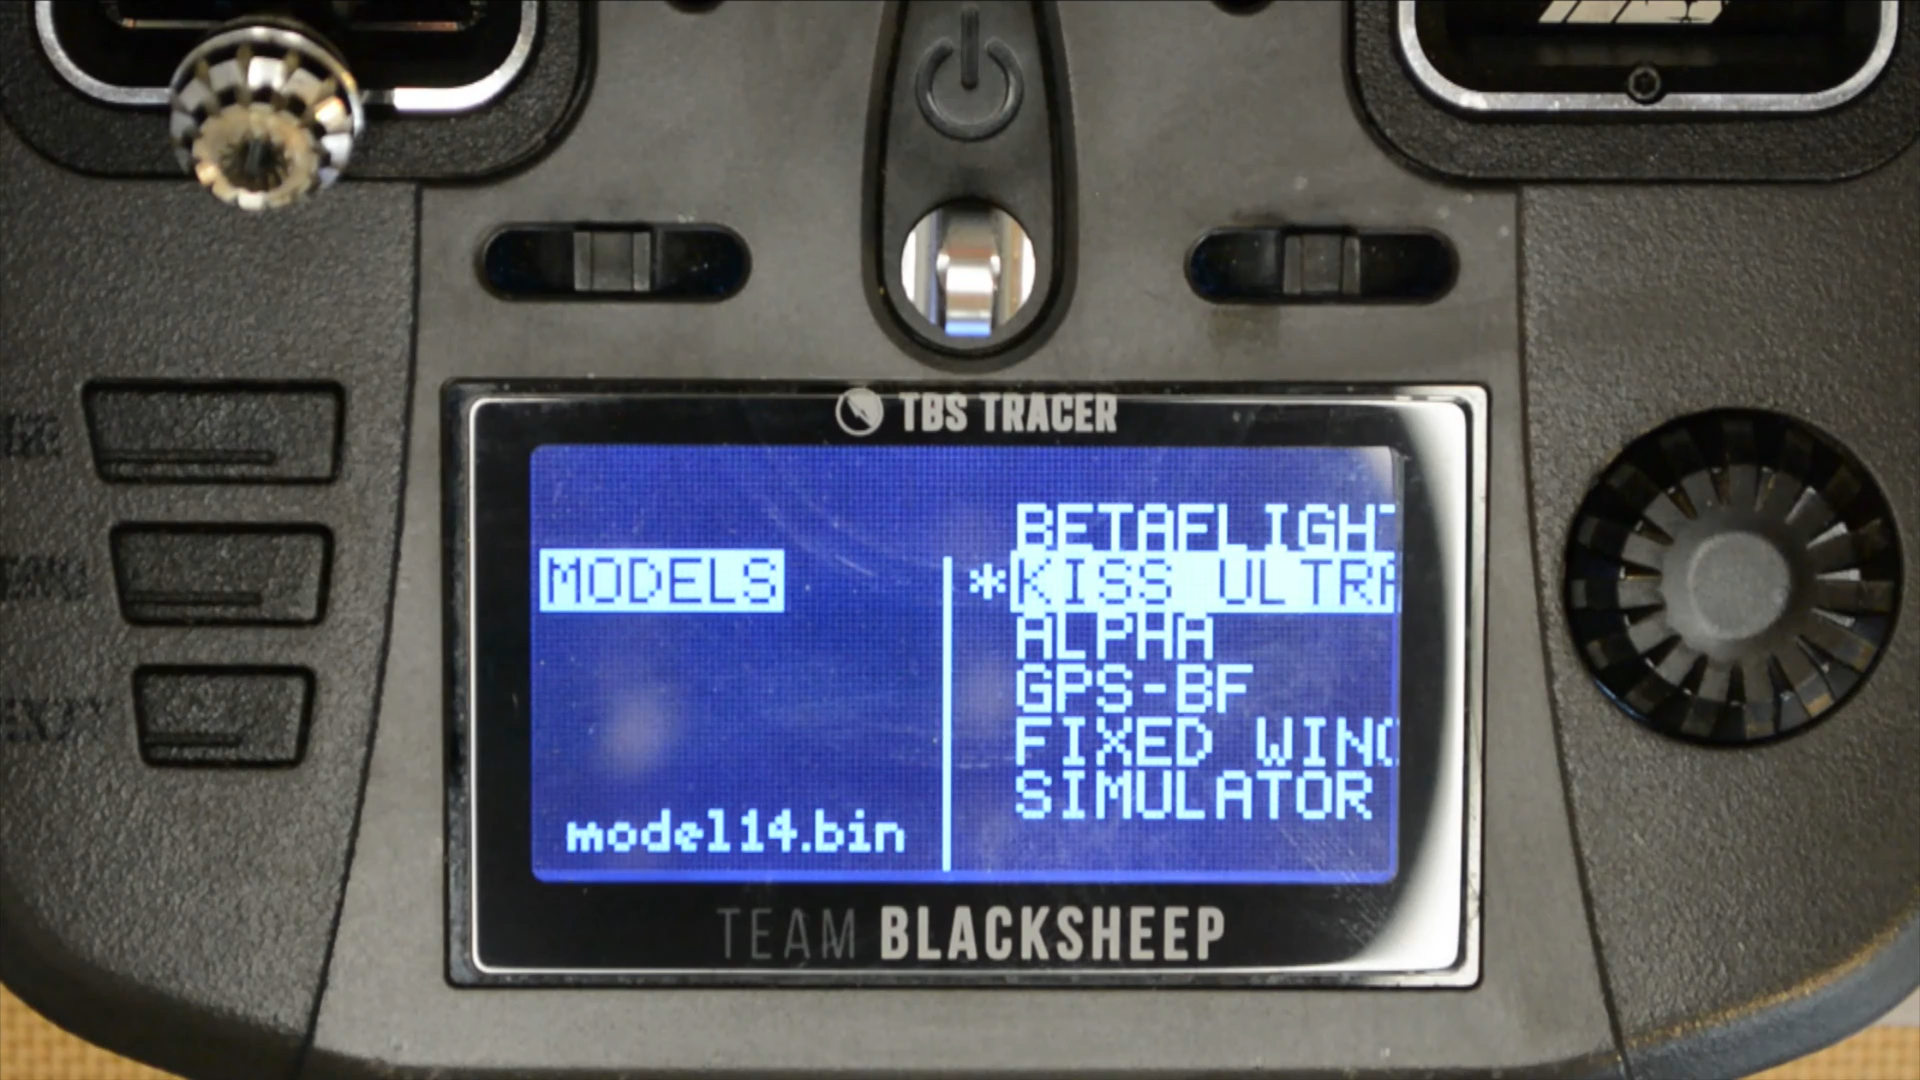 TBS TRACER
MODELS
BETAFLIGHT
*KISS ULTRA
ALPHA
GPS-BF
FIXED WING
SIMULATOR
model14.bin
TEAM BLACKSHEEP